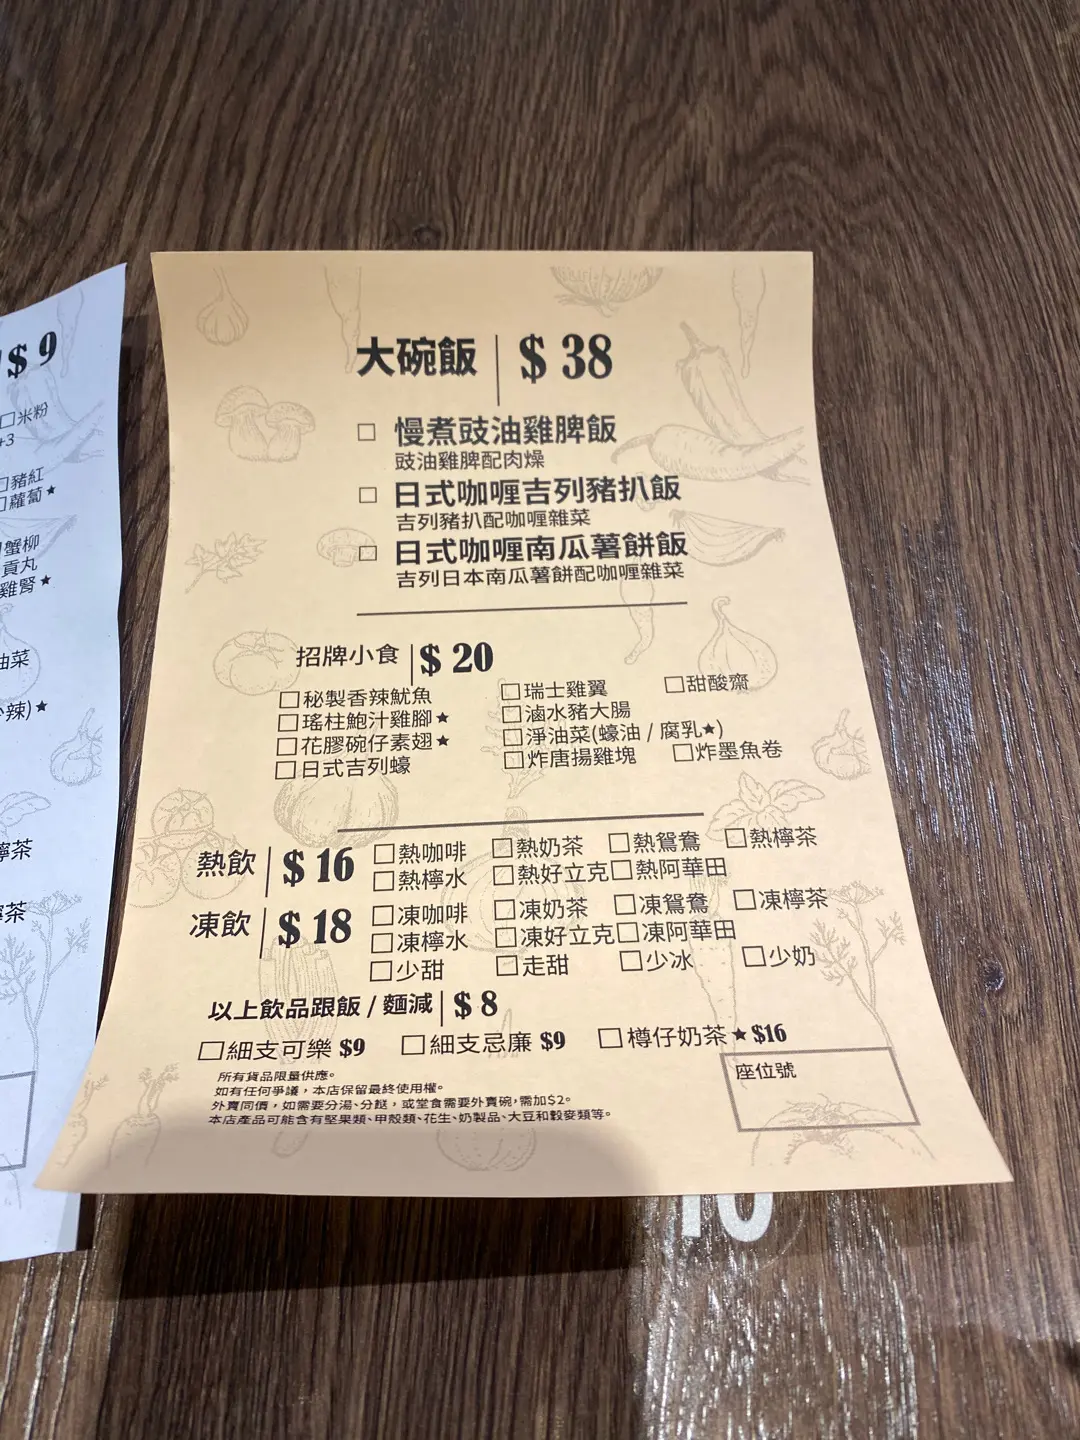 $ 9
□米粉
+3
□豬紅
□蘿蔔★
蟹柳
貢丸
雞腎★
油菜
辣)★
檸茶
茶
大碗飯 | $ 38
□ 慢煮豉油雞脾飯
豉油雞脾配肉燥
□ 日式咖喱吉列豬扒飯
吉列豬扒配咖喱雜菜
□ 日式咖喱南瓜薯餅飯
吉列日本南瓜薯餅配咖喱雜菜
招牌小食 | $ 20
□秘製香辣魷魚 □瑞士雞翼 □甜酸齋
□瑤柱鮑汁雞腳★ □滷水豬大腸
□花膠碗仔素翅★ □淨油菜(蠔油 / 腐乳★)
□日式吉列蠔 □炸唐揚雞塊 □炸墨魚卷
熱飲 | $ 16 □熱咖啡 □熱奶茶 □熱鴛鴦 □熱檸茶
□熱檸水 □熱好立克 □熱阿華田
凍飲 | $ 18 □凍咖啡 □凍奶茶 □凍鴛鴦 □凍檸茶
□凍檸水 □凍好立克 □凍阿華田
□少甜 □走甜 □少冰 □少奶
以上飲品跟飯 / 麵減 | $ 8
□細支可樂 $9 □細支忌廉 $9 □樽仔奶茶★ $16
所有貨品限量供應。
如有任何爭議，本店保留最終使用權。
外賣同價，如需要分湯、分餸，或堂食需要外賣碗，需加$2。
本店產品可能含有堅果類、甲殼類、花生、奶製品、大豆和穀麥類等。
座位號
10